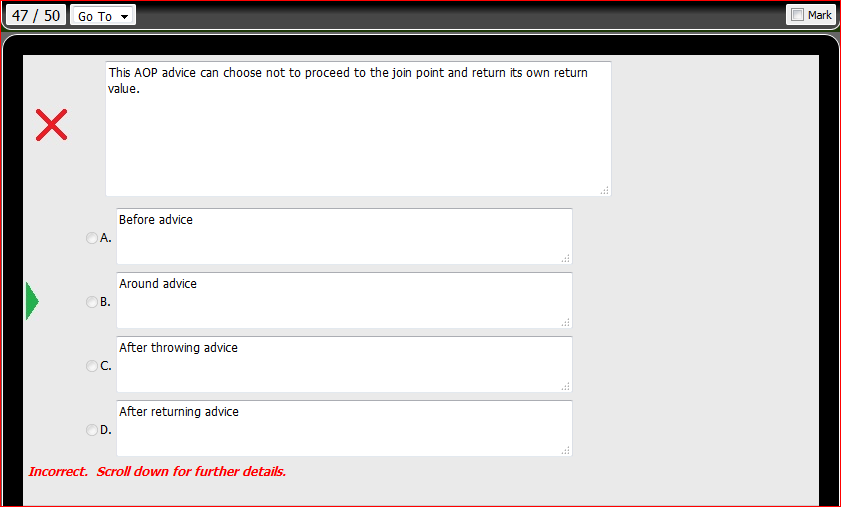 47 / 50 Go To Mark
This AOP advice can choose not to proceed to the join point and return its own return
value.
A. Before advice
B. Around advice
C. After throwing advice
D. After returning advice
Incorrect. Scroll down for further details.